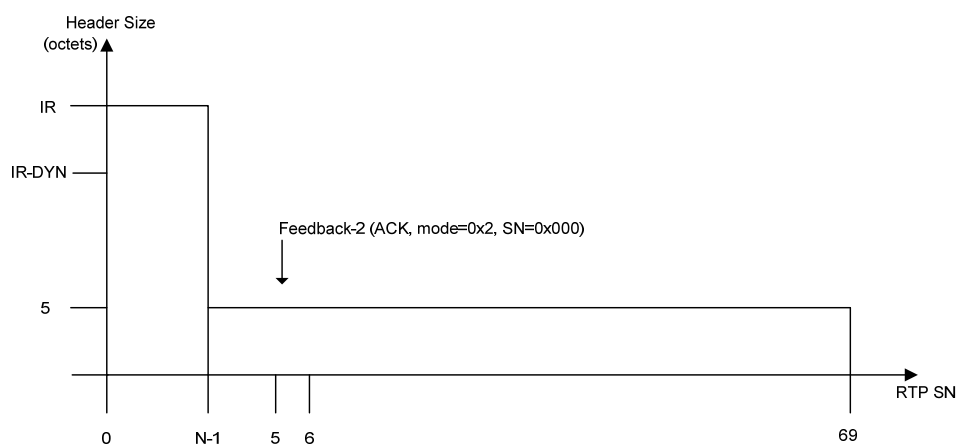 Header Size
(octets)
IR
IR-DYN
Feedback-2 (ACK, mode=0x2, SN=0x000)
5
RTP SN
0
N-1
5
6
69